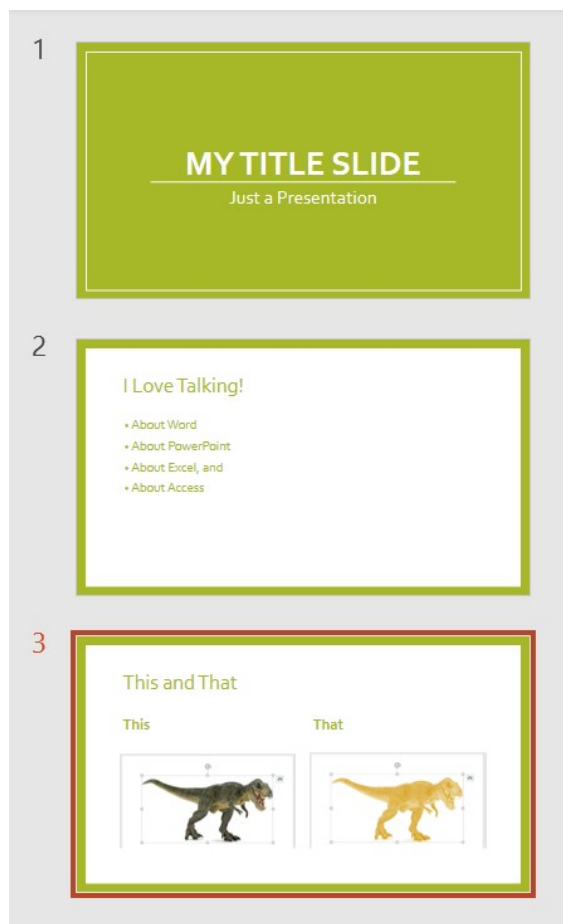 1
MY TITLE SLIDE
Just a Presentation
2
I Love Talking!
• About Word
• About PowerPoint
• About Excel, and
• About Access
3
This and That
This That